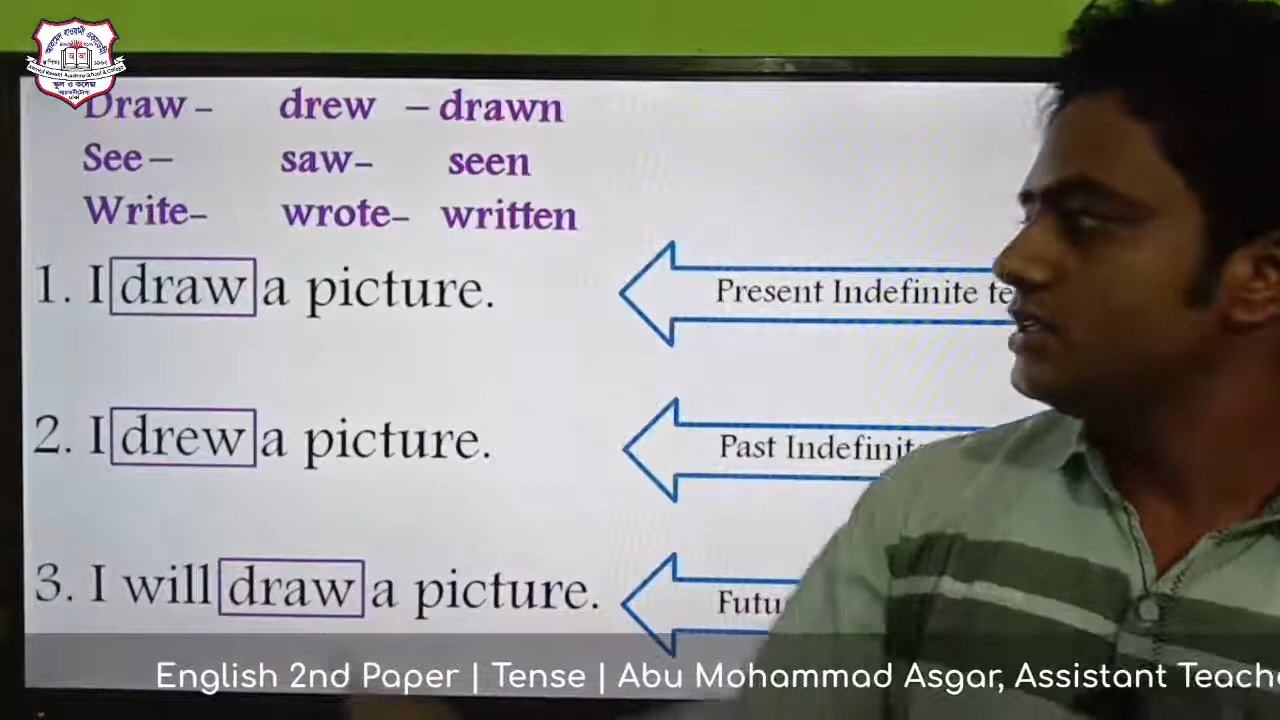 স্কুল ও কলেজ
Draw – drew – drawn
See – saw – seen
Write- wrote- written
1. I draw a picture.
Present Indefinite te
2. I drew a picture.
Past Indefinit
3. I will draw a picture.
Futu
English 2nd Paper | Tense | Abu Mohammad Asgar, Assistant Teache